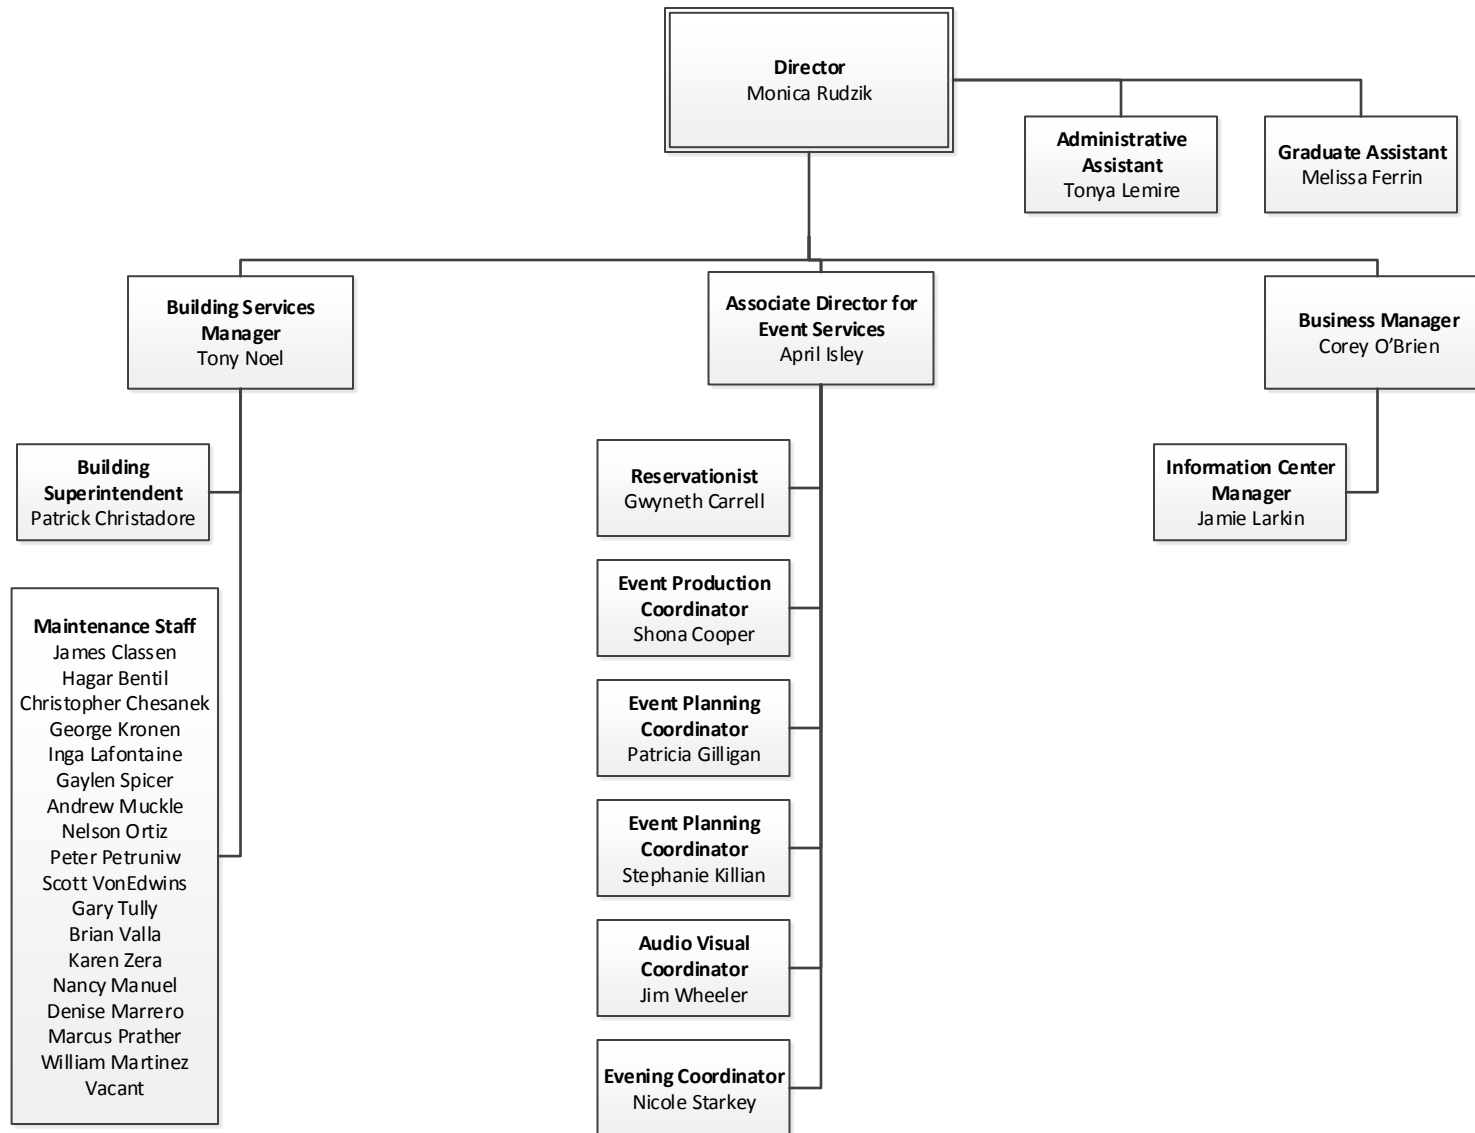 Director
Monica Rudzik
Administrative
Assistant
Tonya Lemire
Graduate Assistant
Melissa Ferrin
Building Services
Manager
Tony Noel
Associate Director for
Event Services
April Isley
Business Manager
Corey O’Brien
Building
Superintendent
Patrick Christadore
Maintenance Staff
James Classen
Hagar Bentil
Christopher Chesanek
George Kronen
Inga Lafontaine
Gaylen Spicer
Andrew Muckle
Nelson Ortiz
Peter Petruniw
Scott VonEdwins
Gary Tully
Brian Valla
Karen Zera
Nancy Manuel
Denise Marrero
Marcus Prather
William Martinez
Vacant
Reservationist
Gwyneth Carrell
Event Production
Coordinator
Shona Cooper
Event Planning
Coordinator
Patricia Gilligan
Event Planning
Coordinator
Stephanie Killian
Audio Visual
Coordinator
Jim Wheeler
Evening Coordinator
Nicole Starkey
Information Center
Manager
Jamie Larkin